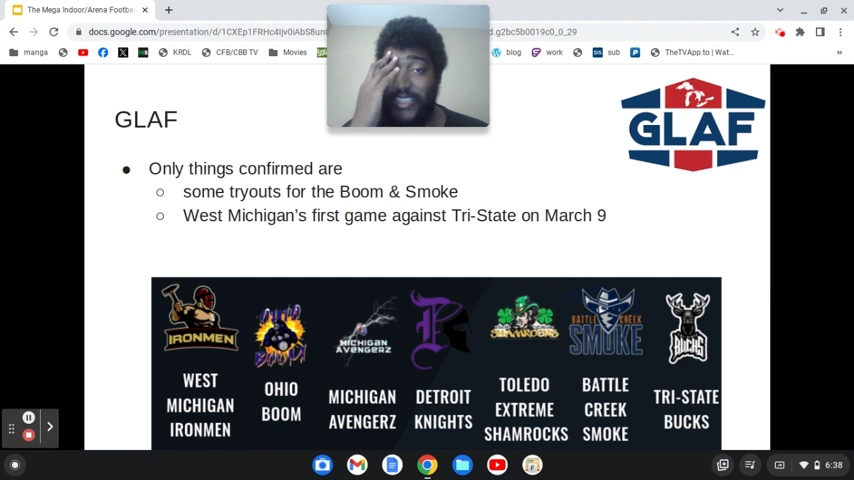 The Mega Indoor/Arena Footbal
docs.google.com/presentation/d/1CXEp1FRHc4Ijv0iAbS8un
d.g2bc5b0019c0_0_29
manga
KRDL
CFB/CBB TV
Movies
blog
work
sub
TheTVApp.to | Wat...
GLAF
GLAF
Only things confirmed are
some tryouts for the Boom & Smoke
West Michigan's first game against Tri-State on March 9
IRONMEN
MICHIGAN
AVENGERZ
SHAMROCKS
BATTLE CREEK
SMOKE
BUCKS
WEST
MICHIGAN
IRONMEN
OHIO
BOOM
MICHIGAN
AVENGERZ
DETROIT
KNIGHTS
TOLEDO
EXTREME
SHAMROCKS
BATTLE
CREEK
SMOKE
TRI-STATE
BUCKS
6:38